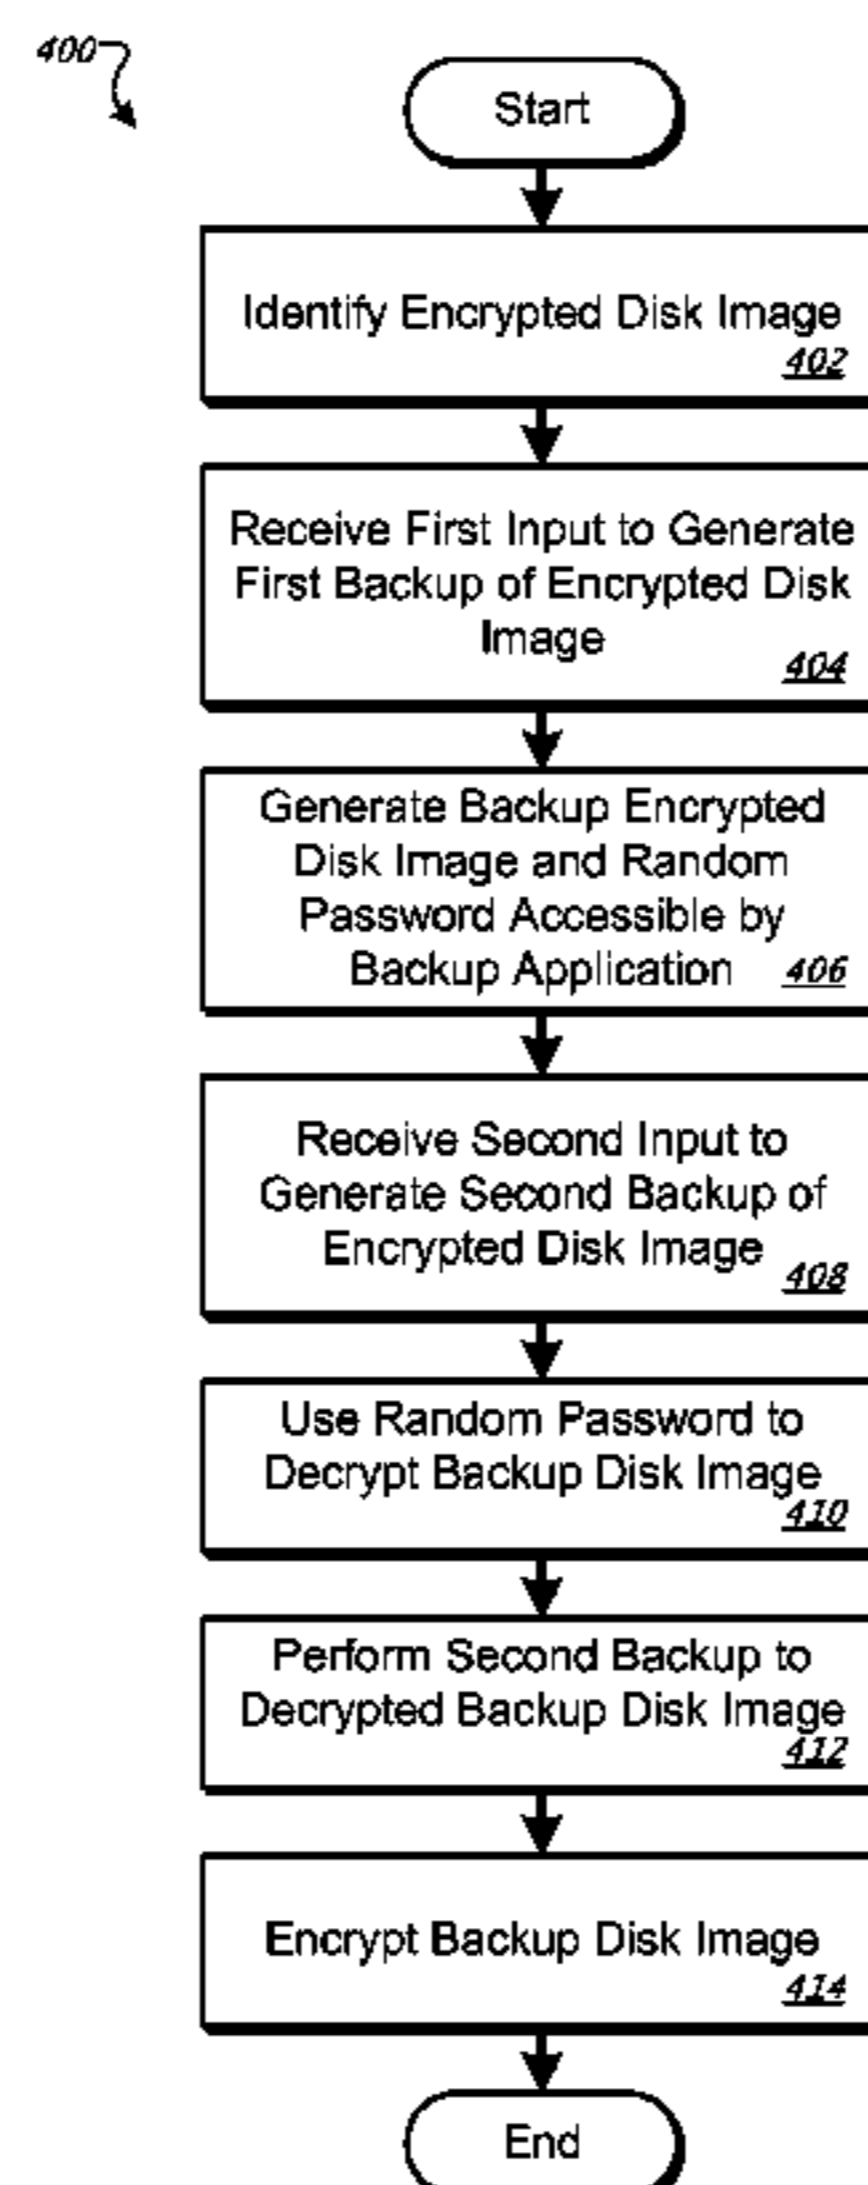 400
Start
Identify Encrypted Disk Image
402
Receive First Input to Generate
First Backup of Encrypted Disk
Image
404
Generate Backup Encrypted
Disk Image and Random
Password Accessible by
Backup Application 406
Receive Second Input to
Generate Second Backup of
Encrypted Disk Image
408
Use Random Password to
Decrypt Backup Disk Image
410
Perform Second Backup to
Decrypted Backup Disk Image
412
Encrypt Backup Disk Image
414
End